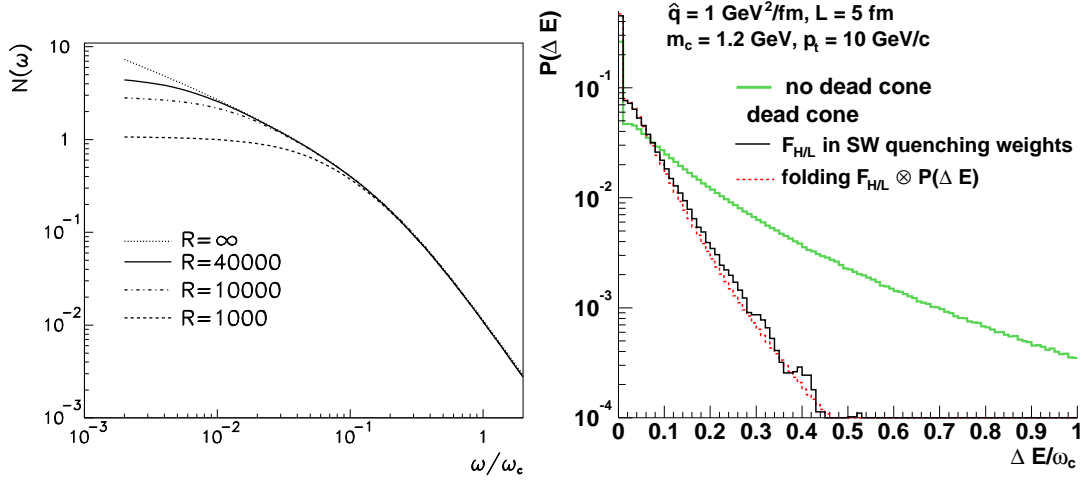 N(ω)
10
1
10⁻¹
10⁻²
10⁻³
R=∞
R=40000
R=10000
R=1000
10⁻³
10⁻²
10⁻¹
1
ω/ω_c
P(Δ E)
10⁻¹
10⁻²
10⁻³
10⁻⁴
q̂ = 1 GeV²/fm, L = 5 fm
m_c = 1.2 GeV, p_t = 10 GeV/c
no dead cone
dead cone
F_H/L in SW quenching weights
folding F_H/L ⊗ P(Δ E)
0 0.1 0.2 0.3 0.4 0.5 0.6 0.7 0.8 0.9 1
Δ E/ω_c